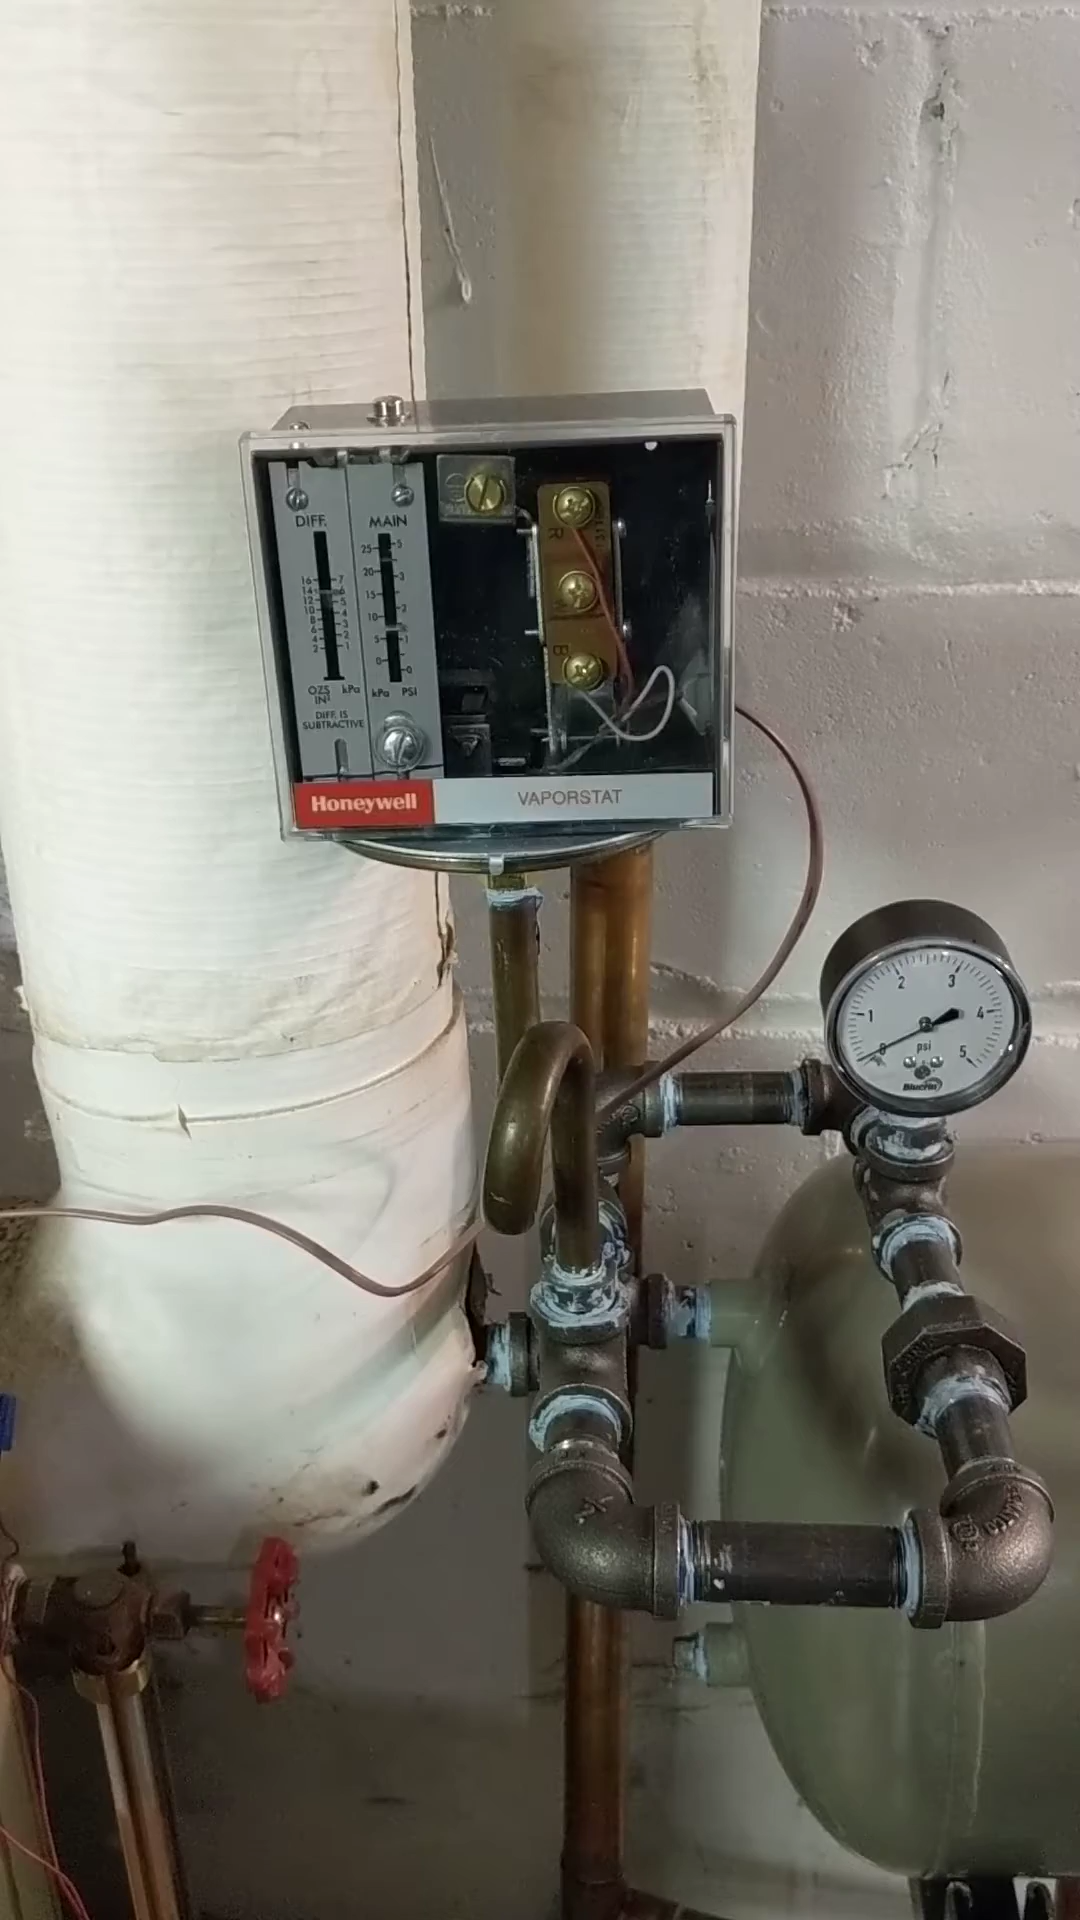 DIFF.
MAIN
16 7
14 6
12 5
10 4
8 3
6 2
4 1
2
OZS
IN²
kPa
25 5
20 3
15 2
10 1
5 0
0
kPa PSI
DIFF. IS
SUBTRACTIVE
R
B
Honeywell
VAPORSTAT
0
1
2
3
4
5
psi